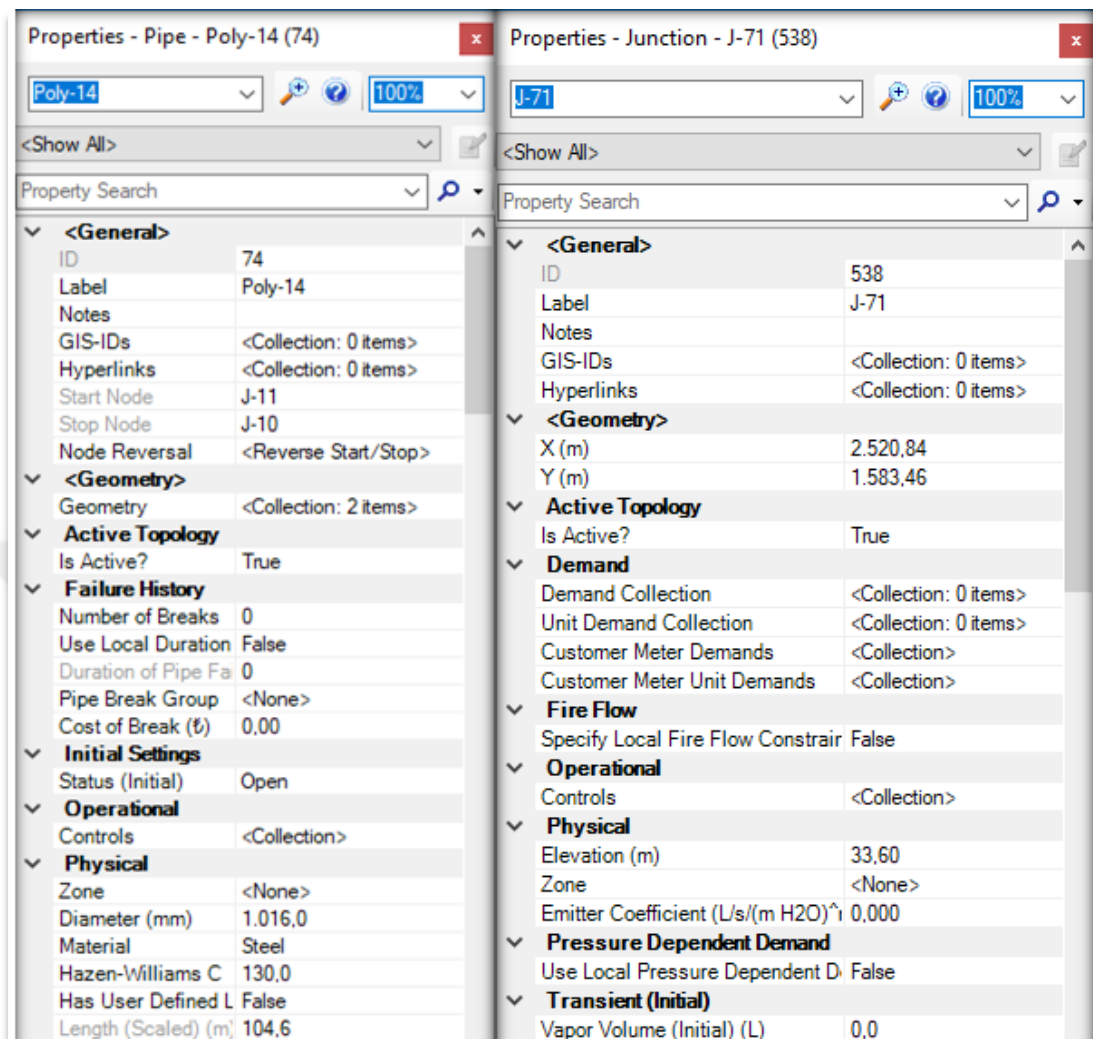 Properties - Pipe - Poly-14 (74)
x
Poly-14
100%
<Show All>
Property Search
<General>
ID 74
Label Poly-14
Notes
GIS-IDs <Collection: 0 items>
Hyperlinks <Collection: 0 items>
Start Node J-11
Stop Node J-10
Node Reversal <Reverse Start/Stop>
<Geometry>
Geometry <Collection: 2 items>
Active Topology
Is Active? True
Failure History
Number of Breaks 0
Use Local Duration False
Duration of Pipe Fai 0
Pipe Break Group <None>
Cost of Break (₺) 0,00
Initial Settings
Status (Initial) Open
Operational
Controls <Collection>
Physical
Zone <None>
Diameter (mm) 1.016,0
Material Steel
Hazen-Williams C 130,0
Has User Defined L False
Length (Scaled) (m) 104,6
Properties - Junction - J-71 (538)
x
J-71
100%
<Show All>
Property Search
<General>
ID 538
Label J-71
Notes
GIS-IDs <Collection: 0 items>
Hyperlinks <Collection: 0 items>
<Geometry>
X (m) 2.520,84
Y (m) 1.583,46
Active Topology
Is Active? True
Demand
Demand Collection <Collection: 0 items>
Unit Demand Collection <Collection: 0 items>
Customer Meter Demands <Collection>
Customer Meter Unit Demands <Collection>
Fire Flow
Specify Local Fire Flow Constrair False
Operational
Controls <Collection>
Physical
Elevation (m) 33,60
Zone <None>
Emitter Coefficient (L/s/(m H2O)^ 0,000
Pressure Dependent Demand
Use Local Pressure Dependent D False
Transient (Initial)
Vapor Volume (Initial) (L) 0,0